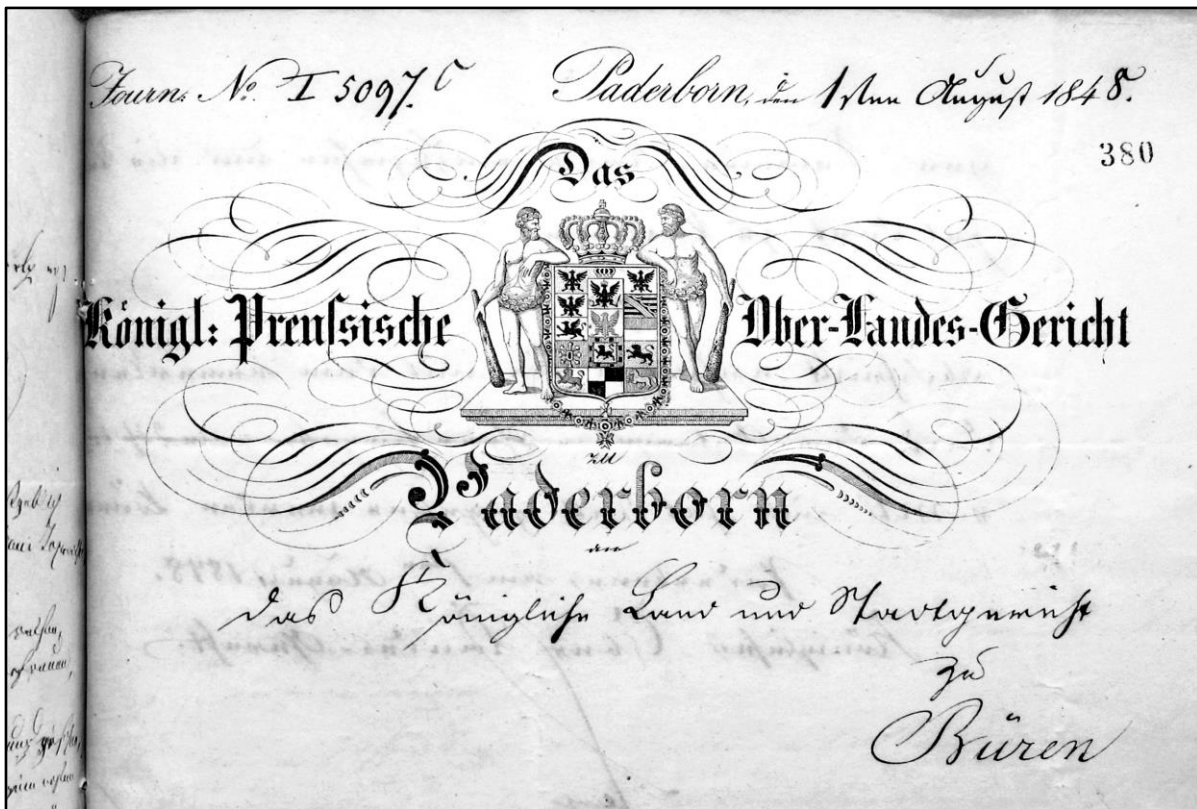 Journ: No. I 5097. C Paderborn, den 1sten August 1848.
380
Das
Königl: Preußische Ober-Landes-Gericht
zu
Paderborn
an
das Königliche Land und Stadtgericht
zu
Büren